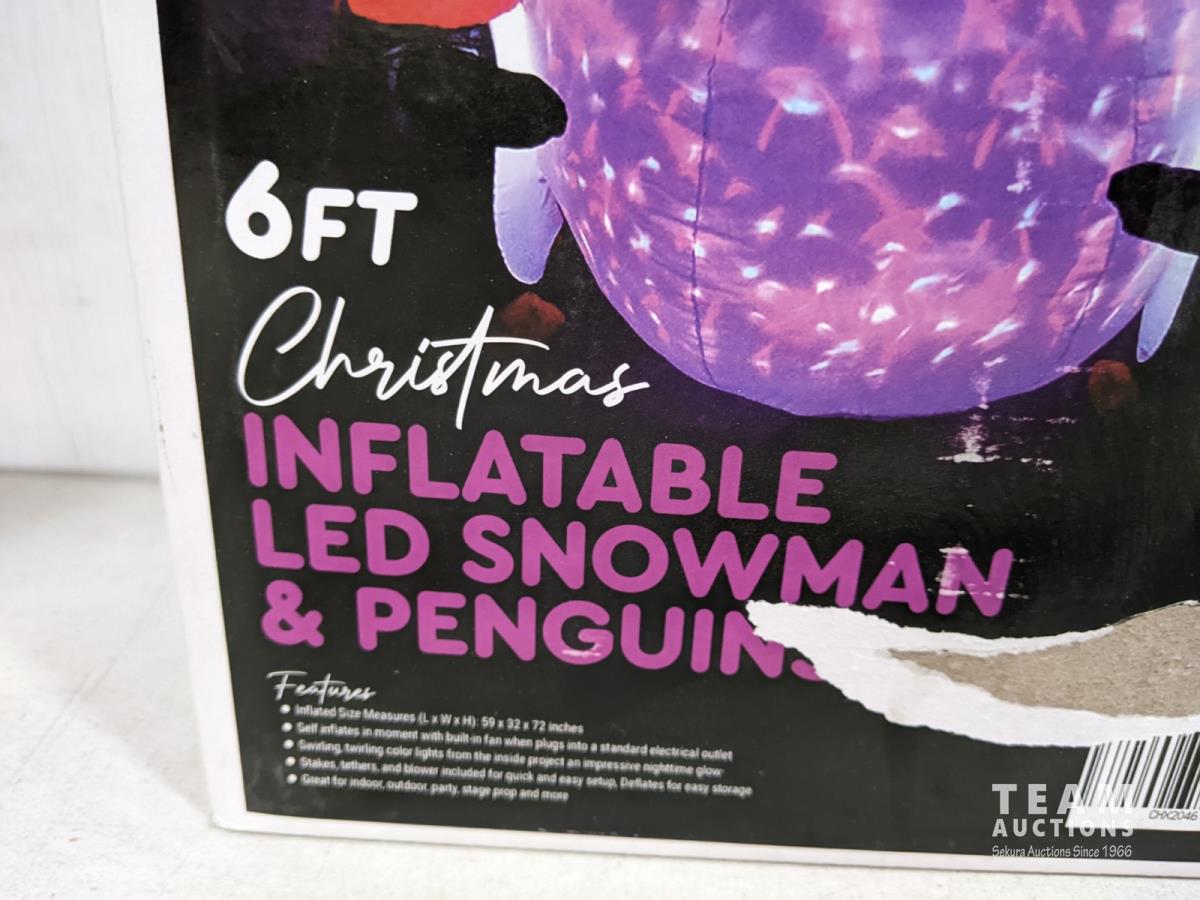 6FT
Christmas
INFLATABLE
LED SNOWMAN
& PENGUINS
Features
• Inflated Size Measures (L x W x H): 59 x 32 x 72 inches
• Self inflates in moment with built-in fan when plugs into a standard electrical outlet
• Swirling, twirling color lights from the inside project an impressive nighttime glow
• Stakes, tethers, and blower included for quick and easy setup, Deflates for easy storage
• Great for indoor, outdoor, party, stage prop and more
CHX2046
TEAM
AUCTIONS
Sekura Auctions Since 1966